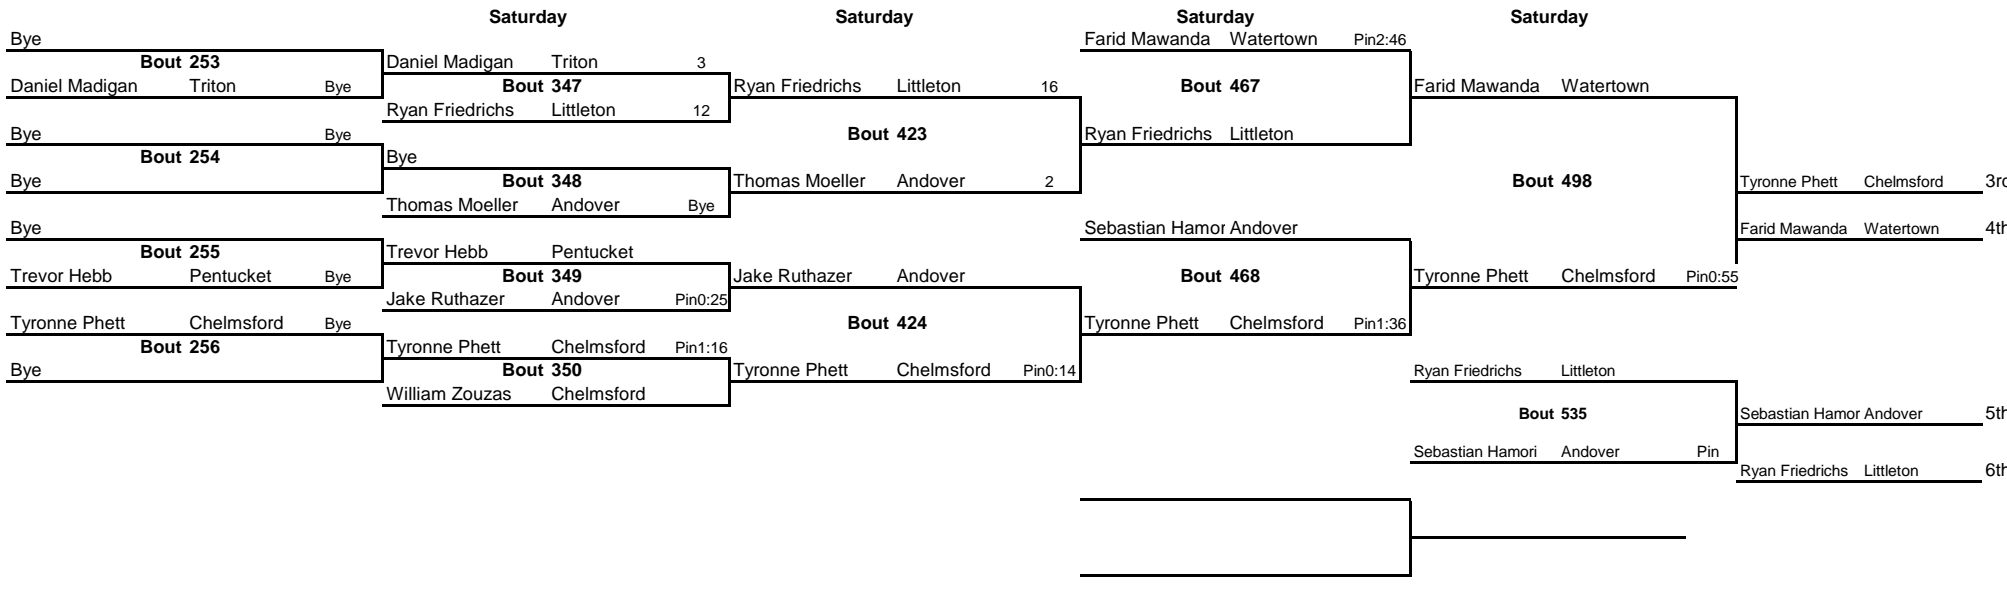 Saturday Saturday Saturday Saturday
Bye Farid Mawanda Watertown Pin2:46
Bout 253 Daniel Madigan Triton 3
Daniel Madigan Triton Bye Bout 347 Ryan Friedrichs Littleton 16 Bout 467 Farid Mawanda Watertown
Ryan Friedrichs Littleton 12
Bye Bye Bout 423 Ryan Friedrichs Littleton
Bout 254 Bye
Bye Bout 348 Thomas Moeller Andover 2 Bout 498 Tyronne Phett Chelmsford 3rd
Thomas Moeller Andover Bye
Bye Sebastian Hamor Andover Farid Mawanda Watertown 4th
Bout 255 Trevor Hebb Pentucket
Trevor Hebb Pentucket Bye Bout 349 Jake Ruthazer Andover Bout 468 Tyronne Phett Chelmsford Pin0:55
Jake Ruthazer Andover Pin0:25
Tyronne Phett Chelmsford Bye Bout 424 Tyronne Phett Chelmsford Pin1:36
Bout 256 Tyronne Phett Chelmsford Pin1:16
Bye Bout 350 Tyronne Phett Chelmsford Pin0:14 Ryan Friedrichs Littleton
William Zouzas Chelmsford
Bout 535 Sebastian Hamor Andover 5th
Sebastian Hamori Andover Pin
Ryan Friedrichs Littleton 6th